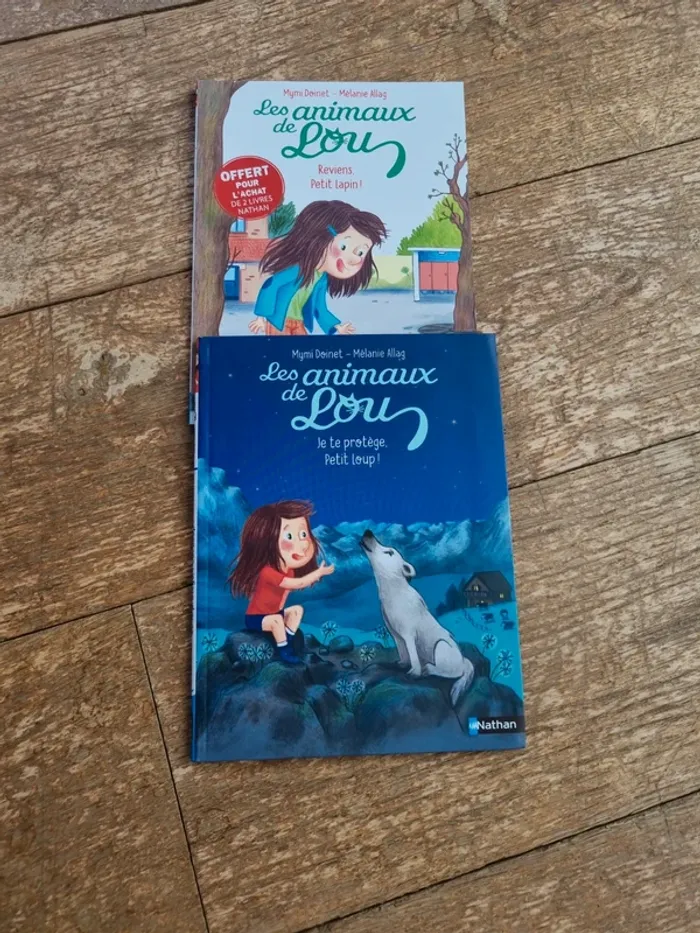 Mymi Doinet – Mélanie Allag
Les animaux
de Lou
Reviens,
Petit lapin !
OFFERT
POUR
L'ACHAT
DE 2 LIVRES
NATHAN
Mymi Doinet – Mélanie Allag
Les animaux
de Lou
Je te protège,
Petit loup !
Nathan